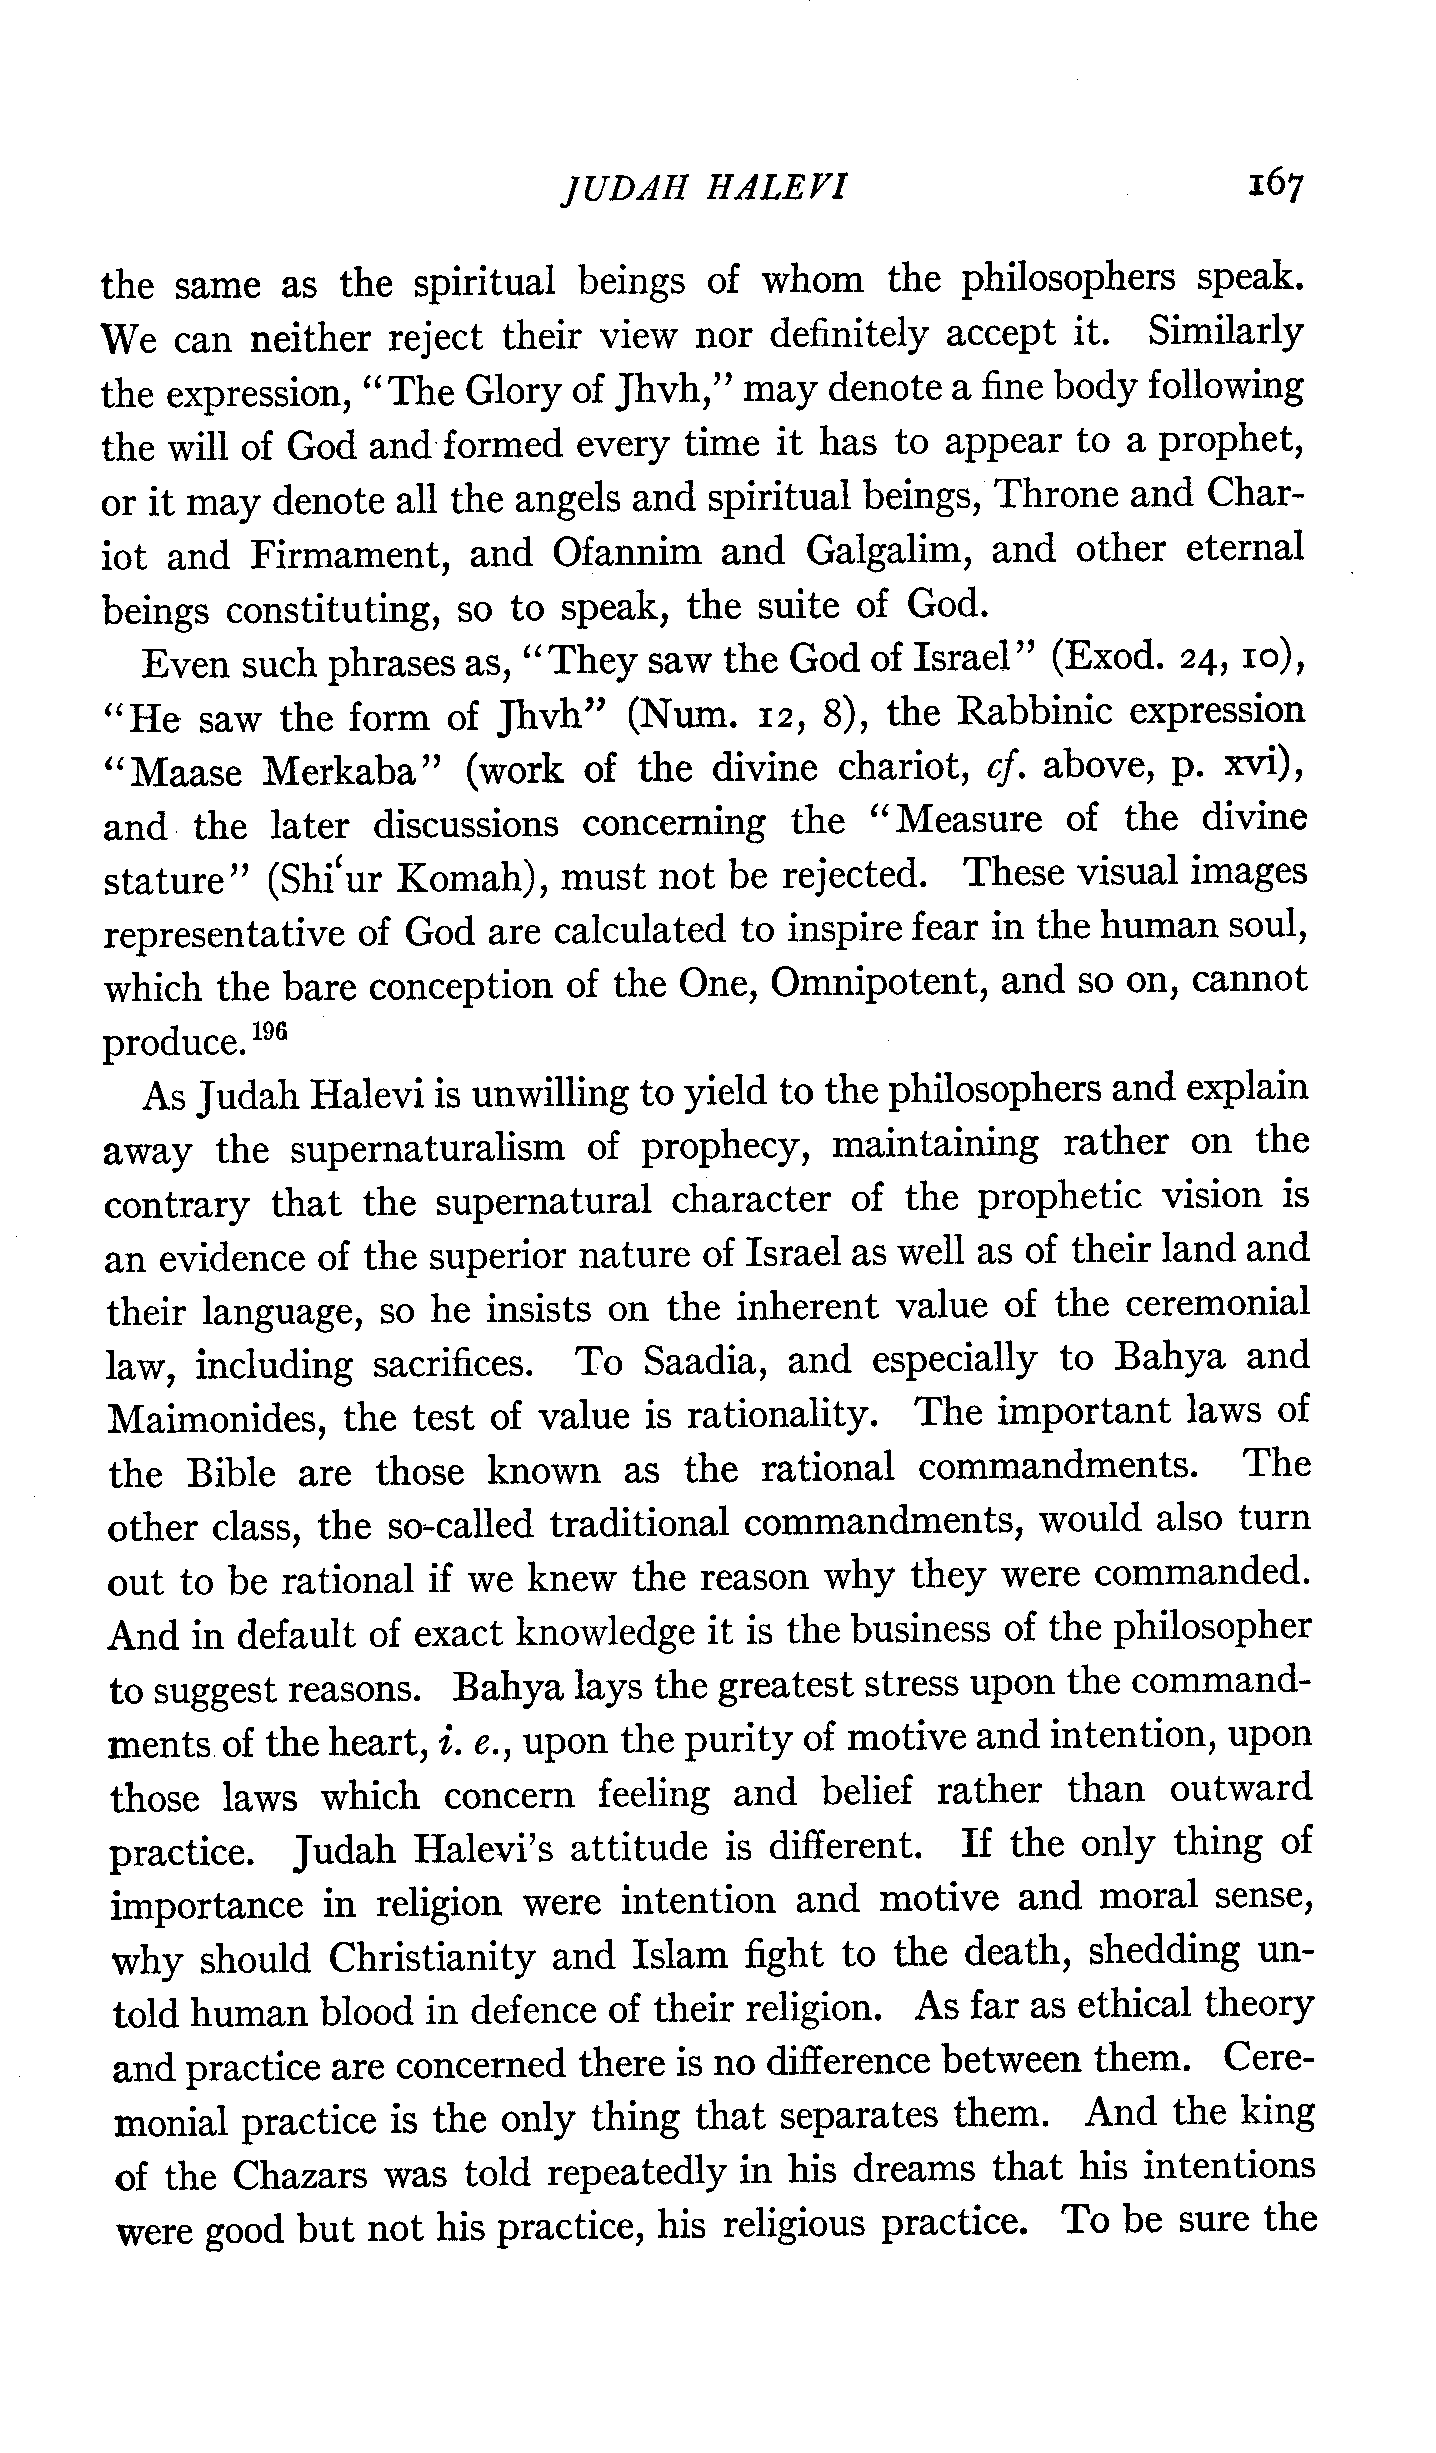 JUDAH HALEVI 167
the same as the spiritual beings of whom the philosophers speak.
We can neither reject their view nor definitely accept it. Similarly
the expression, "The Glory of Jhvh," may denote a fine body following
the will of God and formed every time it has to appear to a prophet,
or it may denote all the angels and spiritual beings, Throne and Char-
iot and Firmament, and Ofannim and Galgalim, and other eternal
beings constituting, so to speak, the suite of God.
Even such phrases as, "They saw the God of Israel" (Exod. 24, 10),
"He saw the form of Jhvh" (Num. 12, 8), the Rabbinic expression
"Maase Merkaba" (work of the divine chariot, cf. above, p. xvi),
and the later discussions concerning the "Measure of the divine
stature" (Shi‘ur Komah), must not be rejected. These visual images
representative of God are calculated to inspire fear in the human soul,
which the bare conception of the One, Omnipotent, and so on, cannot
produce.196
As Judah Halevi is unwilling to yield to the philosophers and explain
away the supernaturalism of prophecy, maintaining rather on the
contrary that the supernatural character of the prophetic vision is
an evidence of the superior nature of Israel as well as of their land and
their language, so he insists on the inherent value of the ceremonial
law, including sacrifices. To Saadia, and especially to Bahya and
Maimonides, the test of value is rationality. The important laws of
the Bible are those known as the rational commandments. The
other class, the so-called traditional commandments, would also turn
out to be rational if we knew the reason why they were commanded.
And in default of exact knowledge it is the business of the philosopher
to suggest reasons. Bahya lays the greatest stress upon the command-
ments of the heart, i. e., upon the purity of motive and intention, upon
those laws which concern feeling and belief rather than outward
practice. Judah Halevi's attitude is different. If the only thing of
importance in religion were intention and motive and moral sense,
why should Christianity and Islam fight to the death, shedding un-
told human blood in defence of their religion. As far as ethical theory
and practice are concerned there is no difference between them. Cere-
monial practice is the only thing that separates them. And the king
of the Chazars was told repeatedly in his dreams that his intentions
were good but not his practice, his religious practice. To be sure the